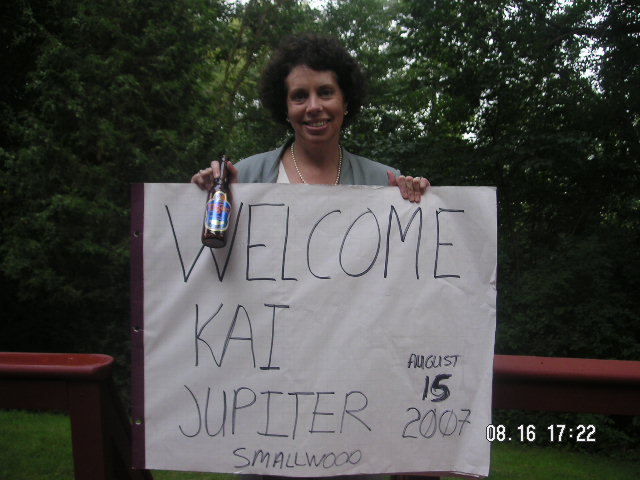 WELCOME
KAI
JUPITER
SMALLWOOD
AUGUST
15
2007
08.16 17:22